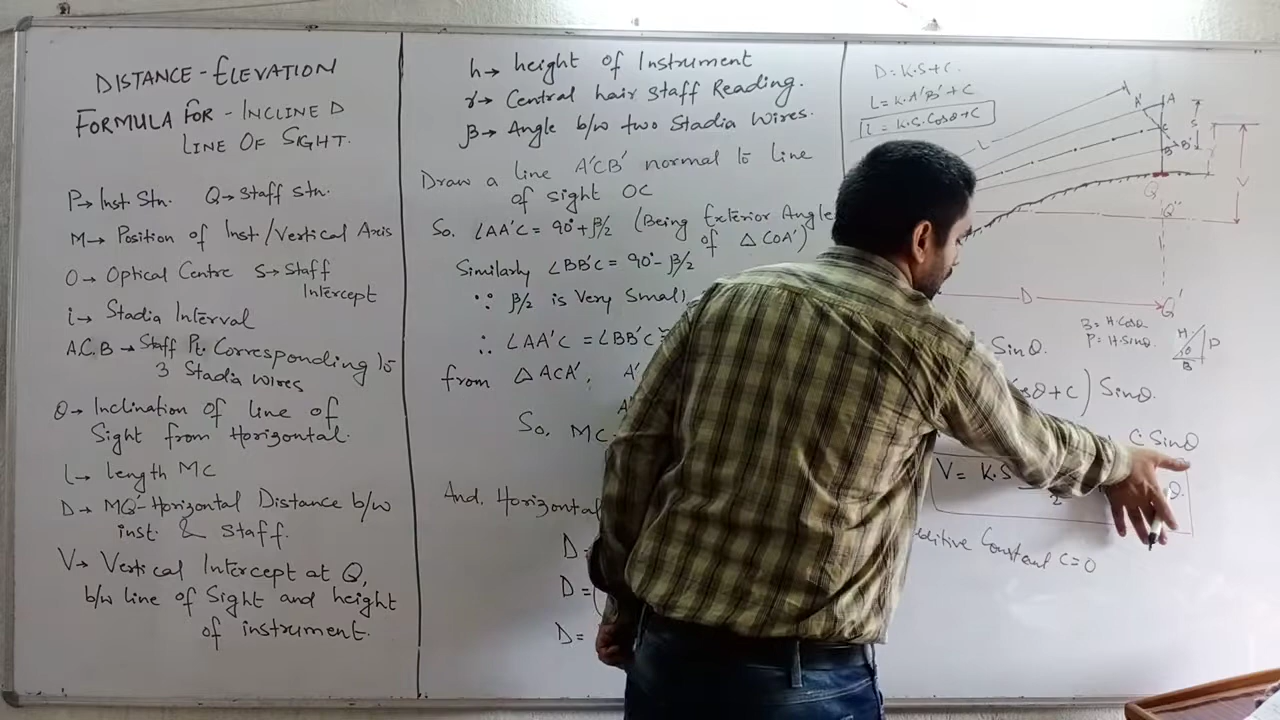 DISTANCE - ELEVATION
FORMULA FOR - INCLINED
LINE OF SIGHT.
P→ Inst. Stn. Q→ Staff Stn.
M→ Position of Inst/Vertical Axis
O→ Optical Centre S→ Staff
Intercept
i→ Stadia Interval
A.C.B → Staff Pt. Corresponding to
3 Stadia wires
θ→ Inclination of line of
Sight from Horizontal.
l→ length MC
D→ MQ'- Horizontal Distance b/w
inst. & Staff.
V→ Vertical Intercept at Q,
b/w line of Sight and height
of instrument.
h→ height of Instrument
r→ Central hair Staff Reading.
β→ Angle b/w two Stadia Wires.
Draw a line A'CB' normal to line
of sight OC
So, ∠AA'C = 90° + β/2 (Being Exterior Angle
of △ COA')
Similarly ∠BB'C = 90° - β/2
∵ β/2 is Very Small
∴ ∠AA'C = ∠BB'C
from △ ACA',
So, MC
And. Horizontal
D
D =
D =
D = K.S + C.
L = K.A'B' + C
L = K.S.Cosθ + C
L
A' A
C
B B'
S
V
Q
Q''
D
Q'
B = H.Cosθ
P = H.Sinθ.
H
P
θ
B
Sinθ.
θ + C) Sinθ.
C. Sinθ
V = K.S
2
θ.
Constant C = 0